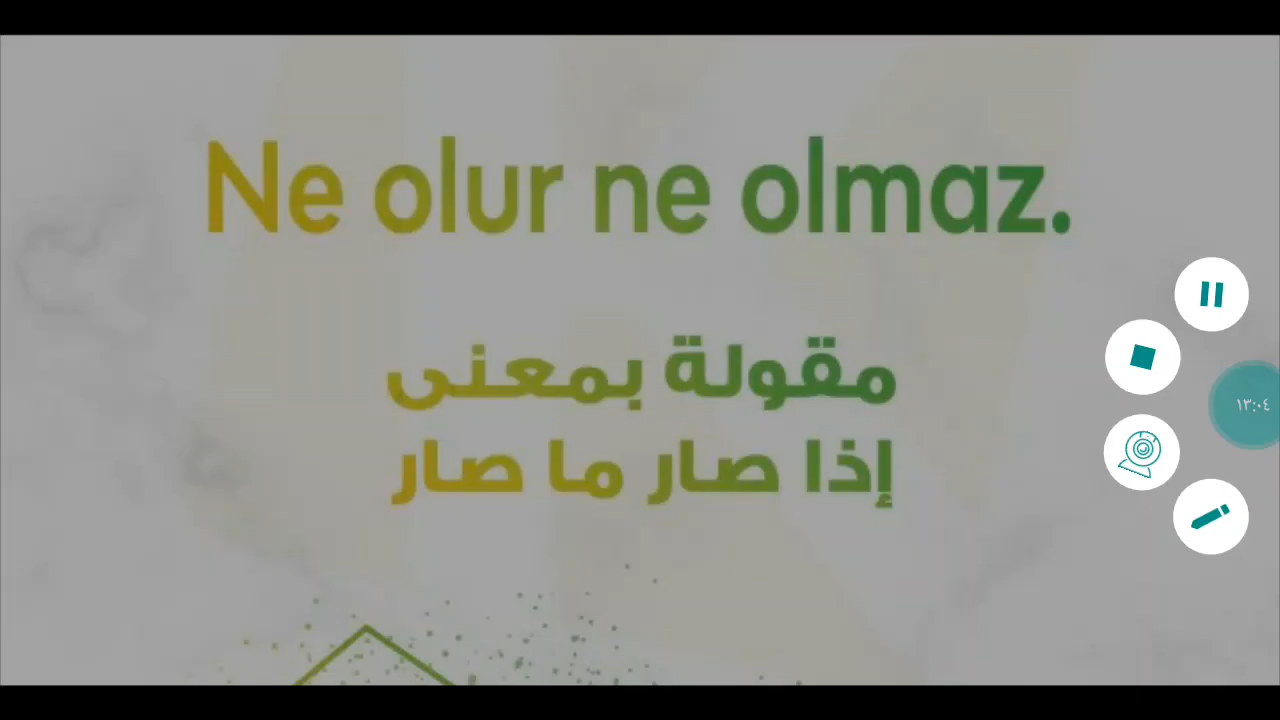 Ne olur ne olmaz.
مقولة بمعنى
إذا صار ما صار
١٣:٠٤